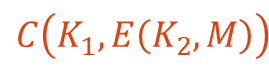 C(K₁, E(K₂, M))